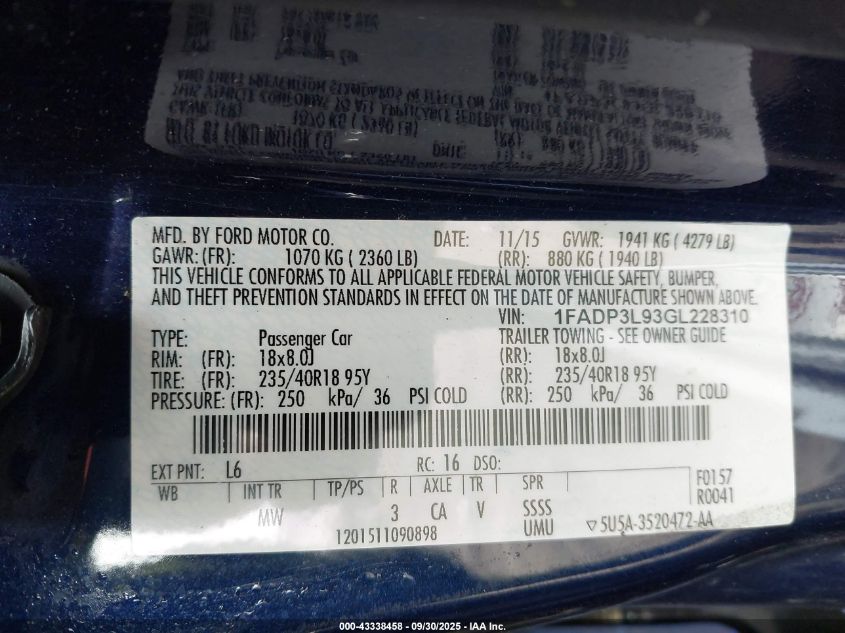 MFD. BY FORD MOTOR CO. DATE: 11/15 GVWR: 1941 KG ( 4279 LB)
GAWR: (FR): 1070 KG ( 2360 LB) (RR): 880 KG ( 1940 LB)
THIS VEHICLE CONFORMS TO ALL APPLICABLE FEDERAL MOTOR VEHICLE SAFETY, BUMPER,
AND THEFT PREVENTION STANDARDS IN EFFECT ON THE DATE OF MANUFACTURE SHOWN ABOVE.
VIN: 1FADP3L93GL228310
TYPE: Passenger Car TRAILER TOWING - SEE OWNER GUIDE
RIM: (FR): 18x8.0J (RR): 18x8.0J
TIRE: (FR): 235/40R18 95Y (RR): 235/40R18 95Y
PRESSURE: (FR): 250 kPa/ 36 PSI COLD (RR): 250 kPa/ 36 PSI COLD
EXT PNT: L6 RC: 16 DSO: F0157
WB INT TR TP/PS R AXLE TR SPR R0041
MW 3 CA V SSSS
1201511090898 UMU ▽5U5A-3520472-AA
000-43338458 - 09/30/2025 - IAA Inc.